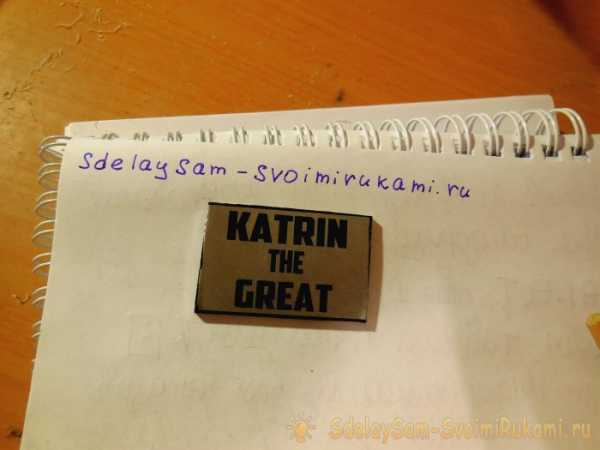 sdelaysam-svoimirukami.ru
KATRIN
THE
GREAT
SdelaySam-SvoimiRukami.ru